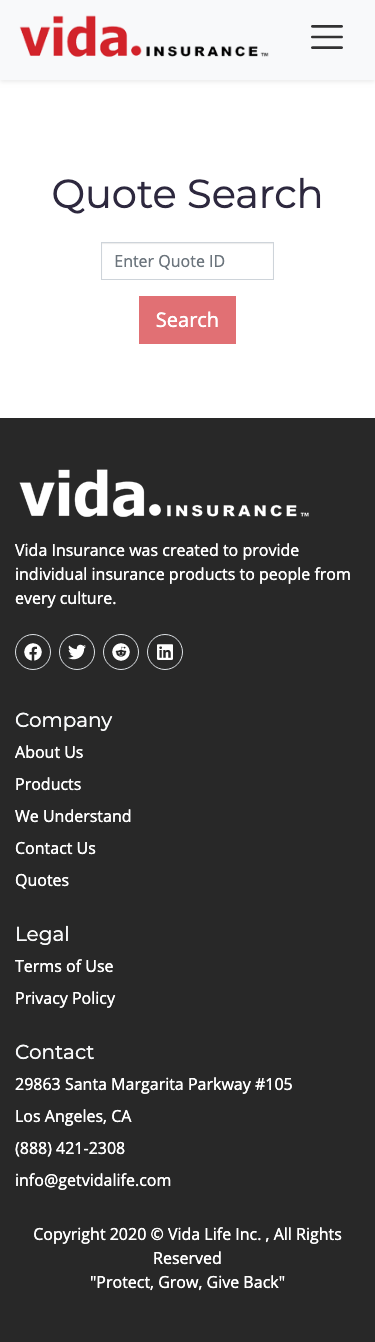 vida.INSURANCE™
Quote Search
Enter Quote ID
Search
vida.INSURANCE™
Vida Insurance was created to provide
individual insurance products to people from
every culture.
Company
About Us
Products
We Understand
Contact Us
Quotes
Legal
Terms of Use
Privacy Policy
Contact
29863 Santa Margarita Parkway #105
Los Angeles, CA
(888) 421-2308
info@getvidalife.com
Copyright 2020 © Vida Life Inc. , All Rights
Reserved
"Protect, Grow, Give Back"